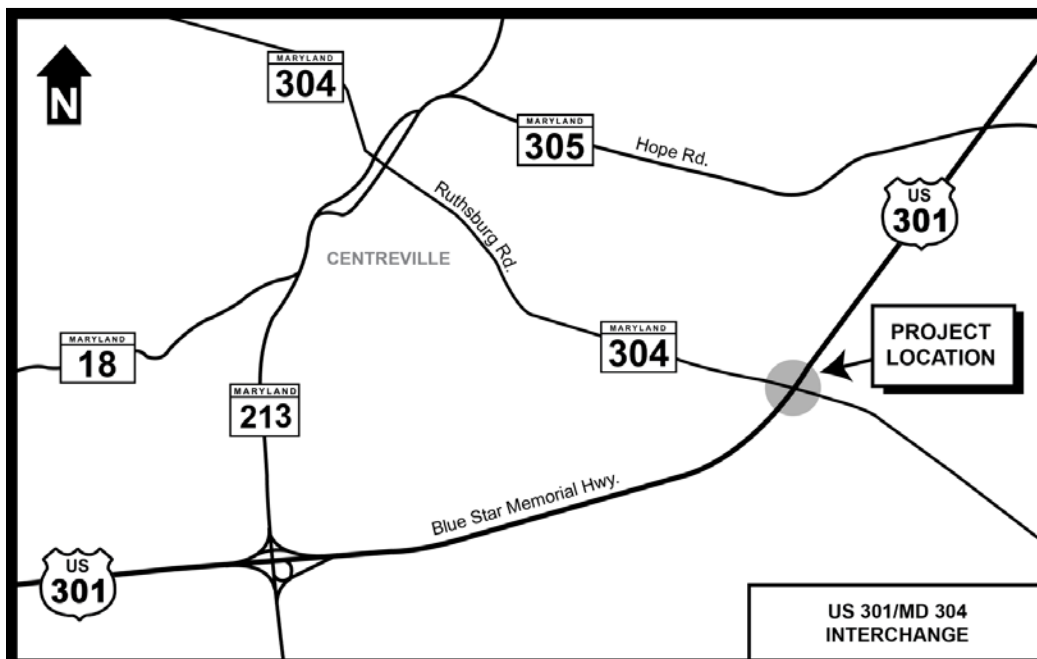 MARYLAND
304
N
MARYLAND
305
Hope Rd.
US
301
Ruthsburg Rd.
CENTREVILLE
MARYLAND
18
MARYLAND
304
PROJECT
LOCATION
MARYLAND
213
Blue Star Memorial Hwy.
US
301
US 301/MD 304
INTERCHANGE